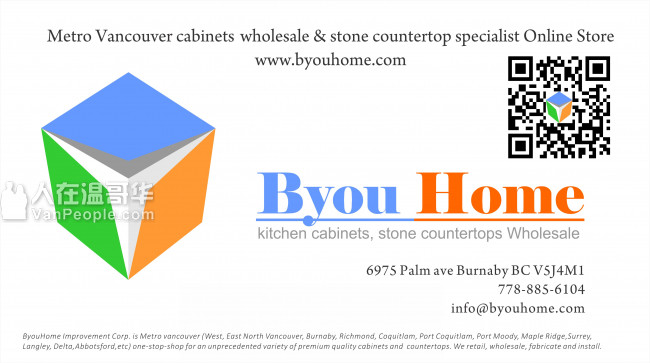 Metro Vancouver cabinets wholesale & stone countertop specialist Online Store
www.byouhome.com
人在温哥华
VanPeople.com
Byou Home
kitchen cabinets, stone countertops Wholesale
6975 Palm ave Burnaby BC V5J4M1
778-885-6104
info@byouhome.com
ByouHome Improvement Corp. is Metro vancouver (West, East North Vancouver, Burnaby, Richmond, Coquitlam, Port Coquitlam, Port Moody, Maple Ridge,Surrey,
Langley, Delta,Abbotsford,etc) one-stop-shop for an unprecedented variety of premium quality cabinets and countertops. We retail, wholesale, fabricate and install.